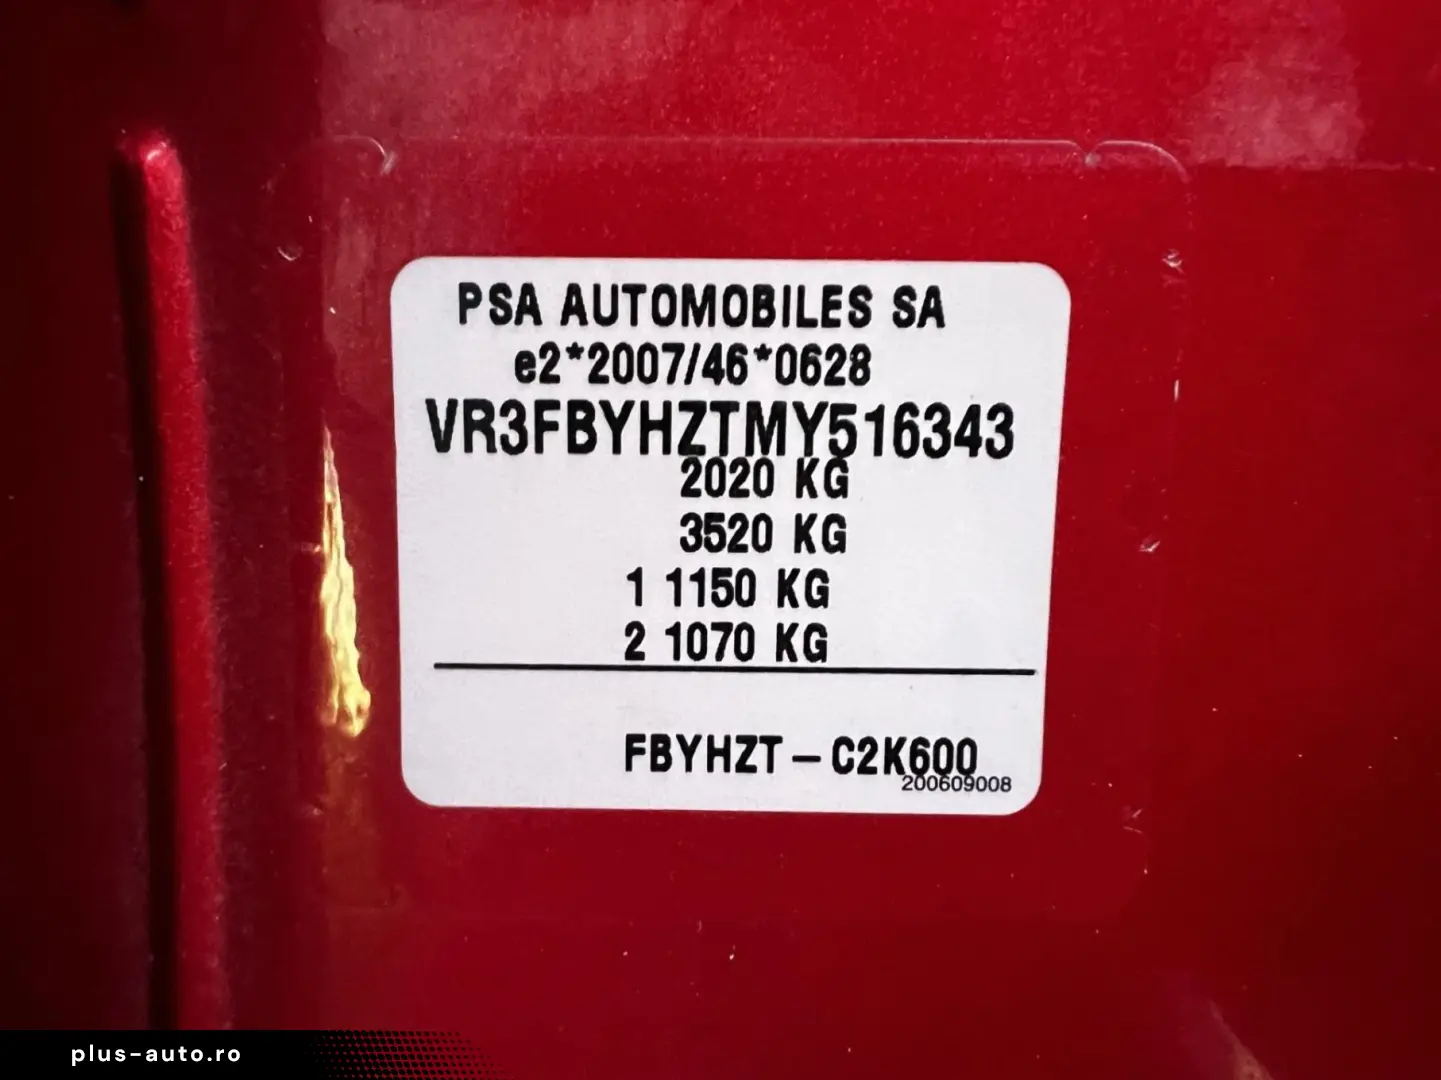 PSA AUTOMOBILES SA
e2*2007/46*0628
VR3FBYHZTMY516343
2020 KG
3520 KG
1 1150 KG
2 1070 KG
FBYHZT – C2K600
200609008
plus-auto.ro